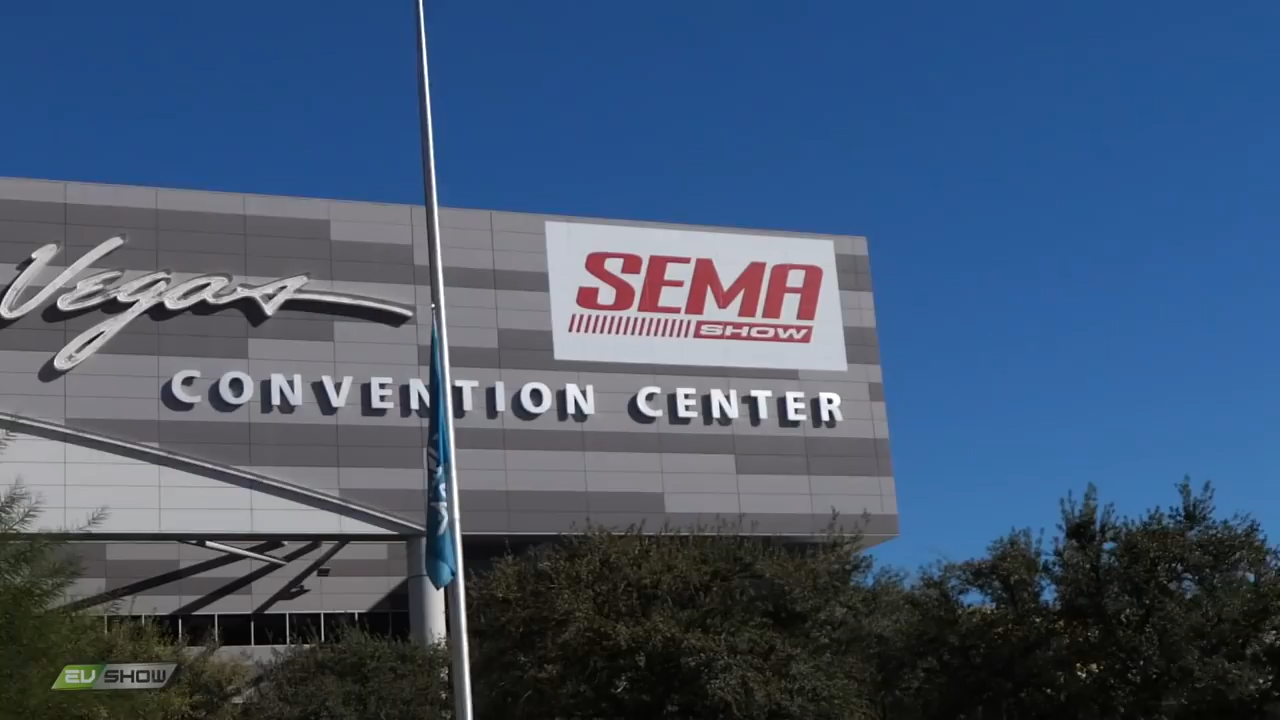 Vegas
SEMA
SHOW
CONVENTION CENTER
EV SHOW